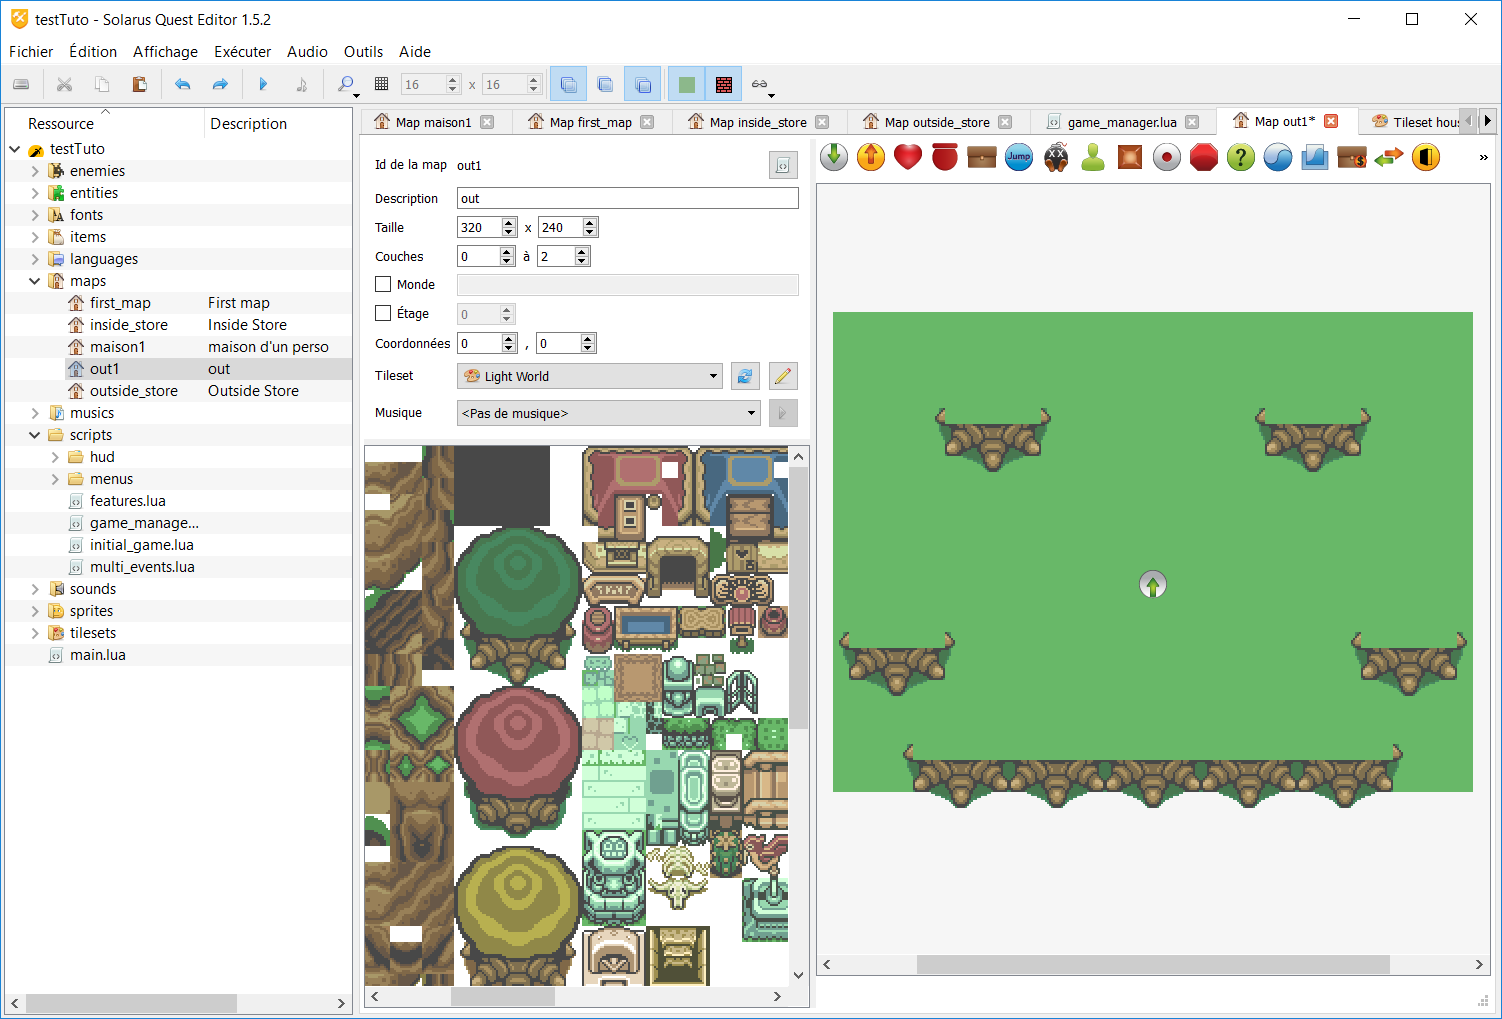 testTuto - Solarus Quest Editor 1.5.2
Fichier Édition Affichage Exécuter Audio Outils Aide
16 x 16
Ressource Description
testTuto
enemies
entities
fonts
items
languages
maps
first_map First map
inside_store Inside Store
maison1 maison d'un perso
out1 out
outside_store Outside Store
musics
scripts
hud
menus
features.lua
game_manage...
initial_game.lua
multi_events.lua
sounds
sprites
tilesets
main.lua
Map maison1 Map first_map Map inside_store Map outside_store game_manager.lua Map out1* Tileset hous
Id de la map out1
Description out
Taille 320 x 240
Couches 0 à 2
Monde
Étage 0
Coordonnées 0 , 0
Tileset Light World
Musique <Pas de musique>
Jump ? $ »